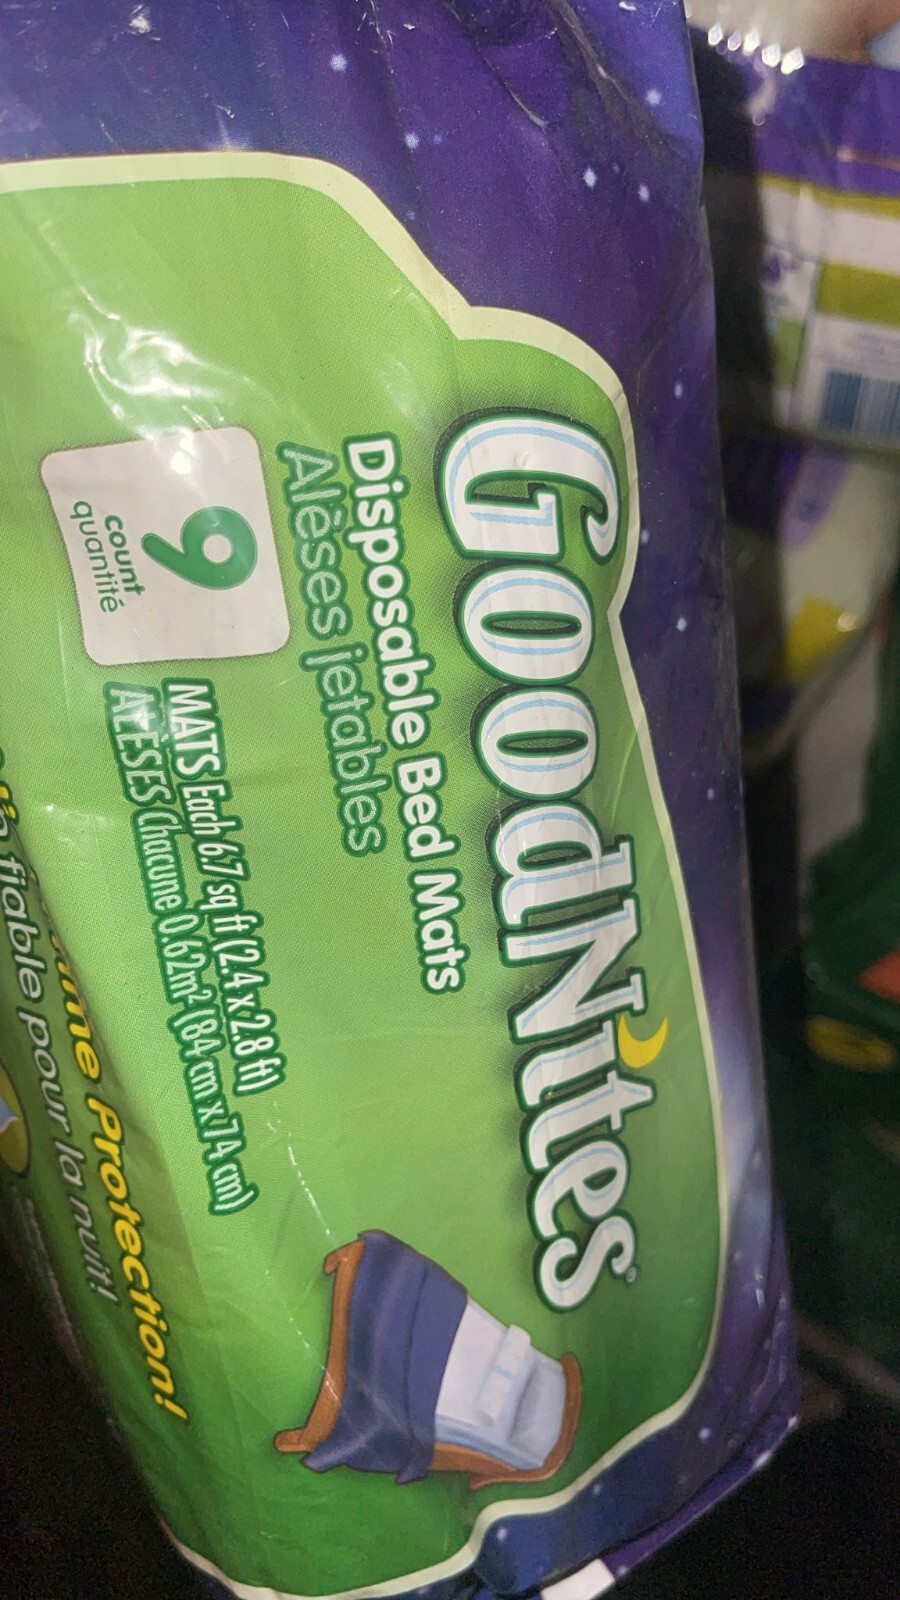 GoodNites®
Disposable Bed Mats
Alèses jetables
9
count
quantité
MATS Each 6.7 sq ft (2.4 x 2.8 ft)
ALÈSES Chacune 0.62m² (84 cm x 74 cm)
Protection!
fiable pour la nuit!